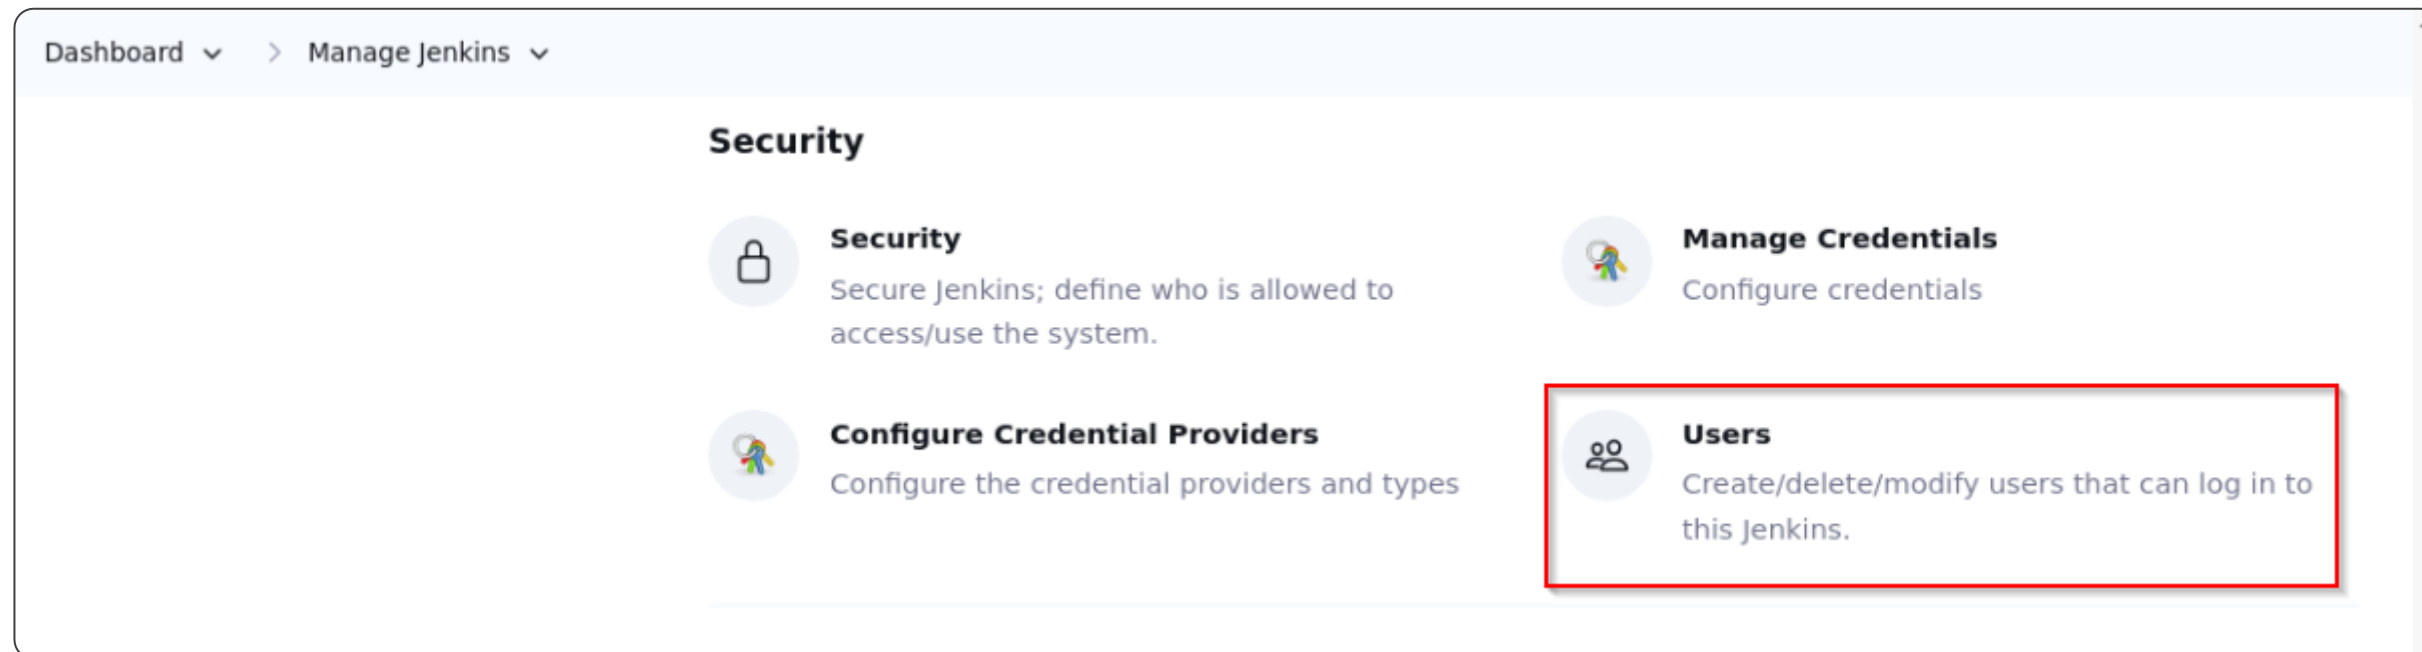 Dashboard
Manage Jenkins
Security
Security
Secure Jenkins; define who is allowed to
access/use the system.
Manage Credentials
Configure credentials
Configure Credential Providers
Configure the credential providers and types
Users
Create/delete/modify users that can log in to
this Jenkins.